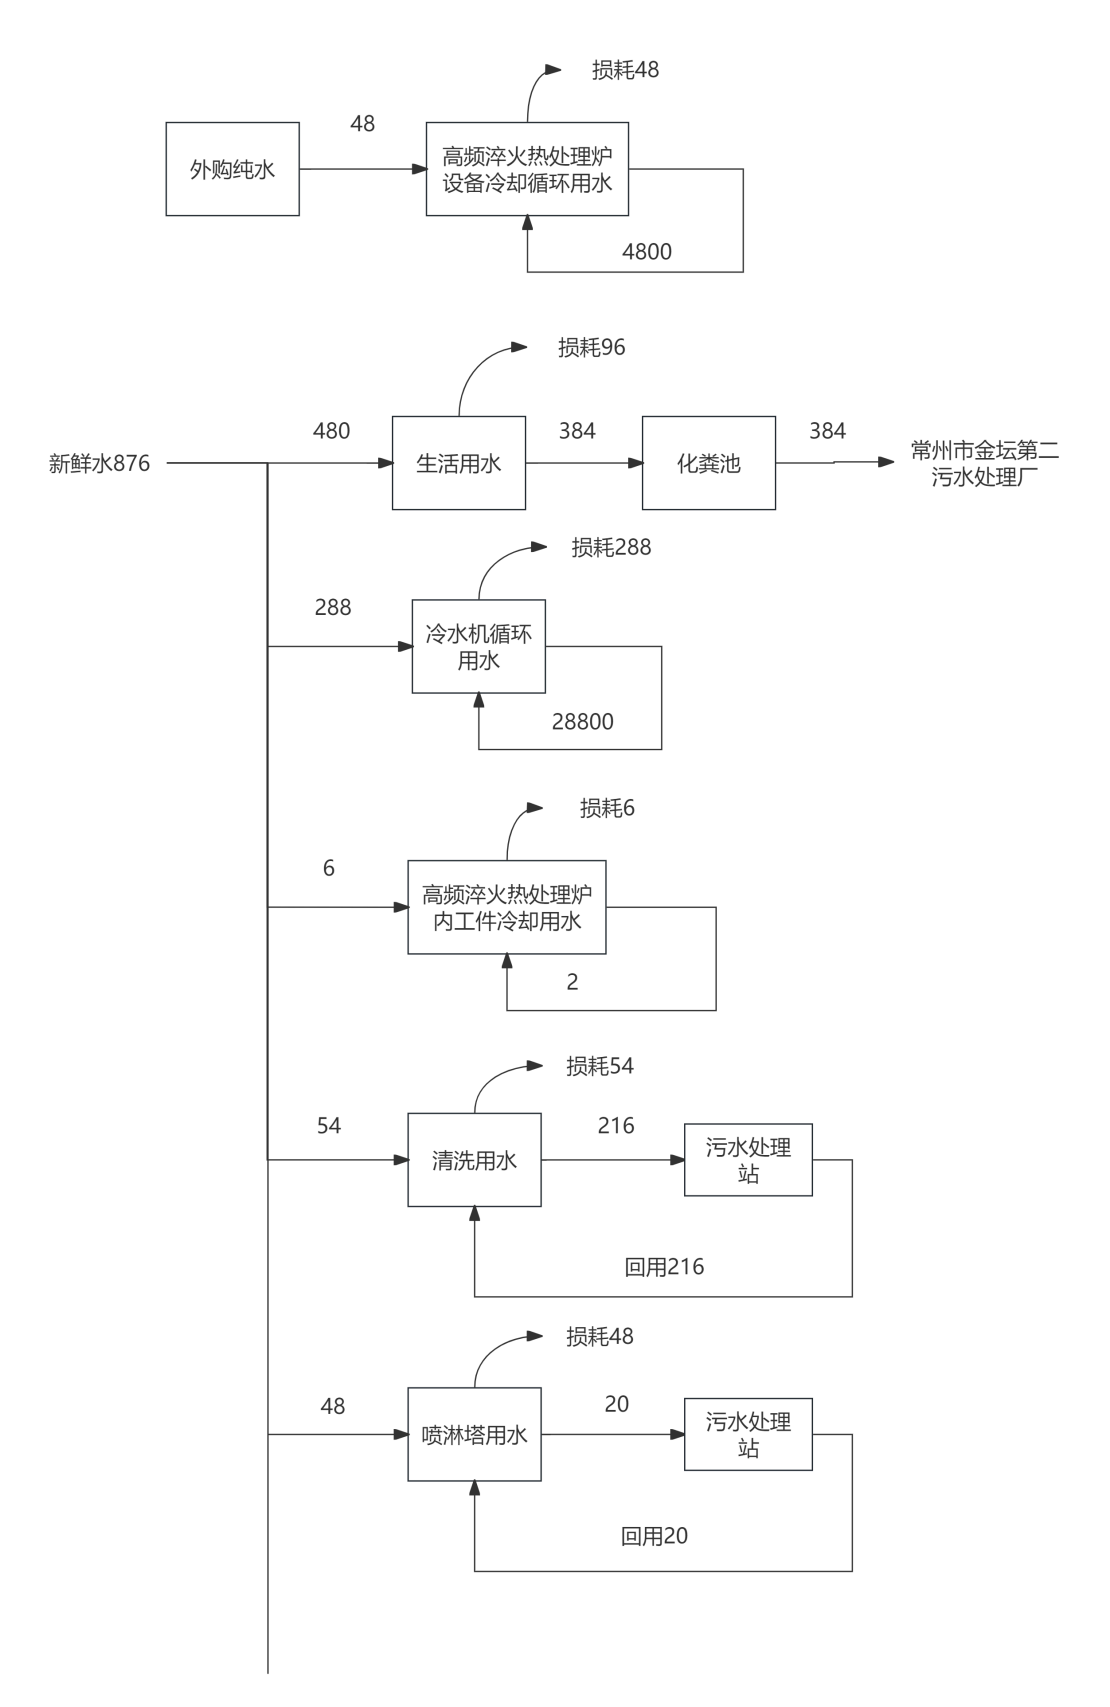 损耗48
48
外购纯水
高频淬火热处理炉
设备冷却循环用水
4800
损耗96
480
384
384
新鲜水876
生活用水
化粪池
常州市金坛第二
污水处理厂
损耗288
288
冷水机循环
用水
28800
损耗6
6
高频淬火热处理炉
内工件冷却用水
2
损耗54
54
216
清洗用水
污水处理
站
回用216
损耗48
48
20
喷淋塔用水
污水处理
站
回用20